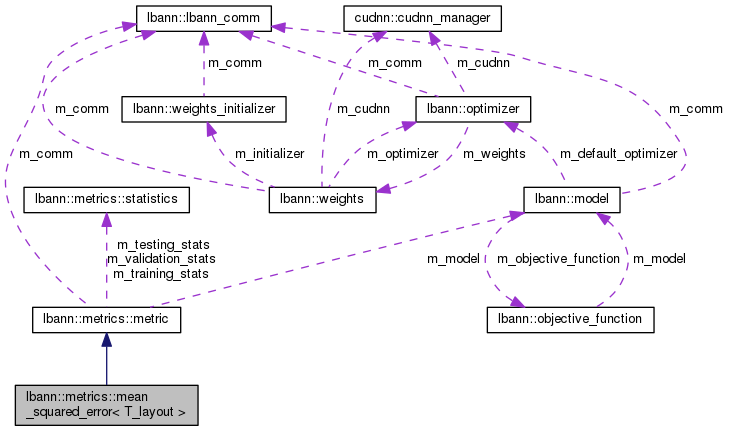 lbann::lbann_comm
cudnn::cudnn_manager
m_comm
m_comm
m_cudnn
lbann::weights_initializer
lbann::optimizer
m_comm
m_cudnn
m_comm
m_comm
m_initializer
m_optimizer
m_weights
m_default_optimizer
lbann::metrics::statistics
lbann::weights
lbann::model
m_testing_stats
m_validation_stats
m_training_stats
m_model
m_objective_function
m_model
lbann::metrics::metric
lbann::objective_function
lbann::metrics::mean
_squared_error< T_layout >